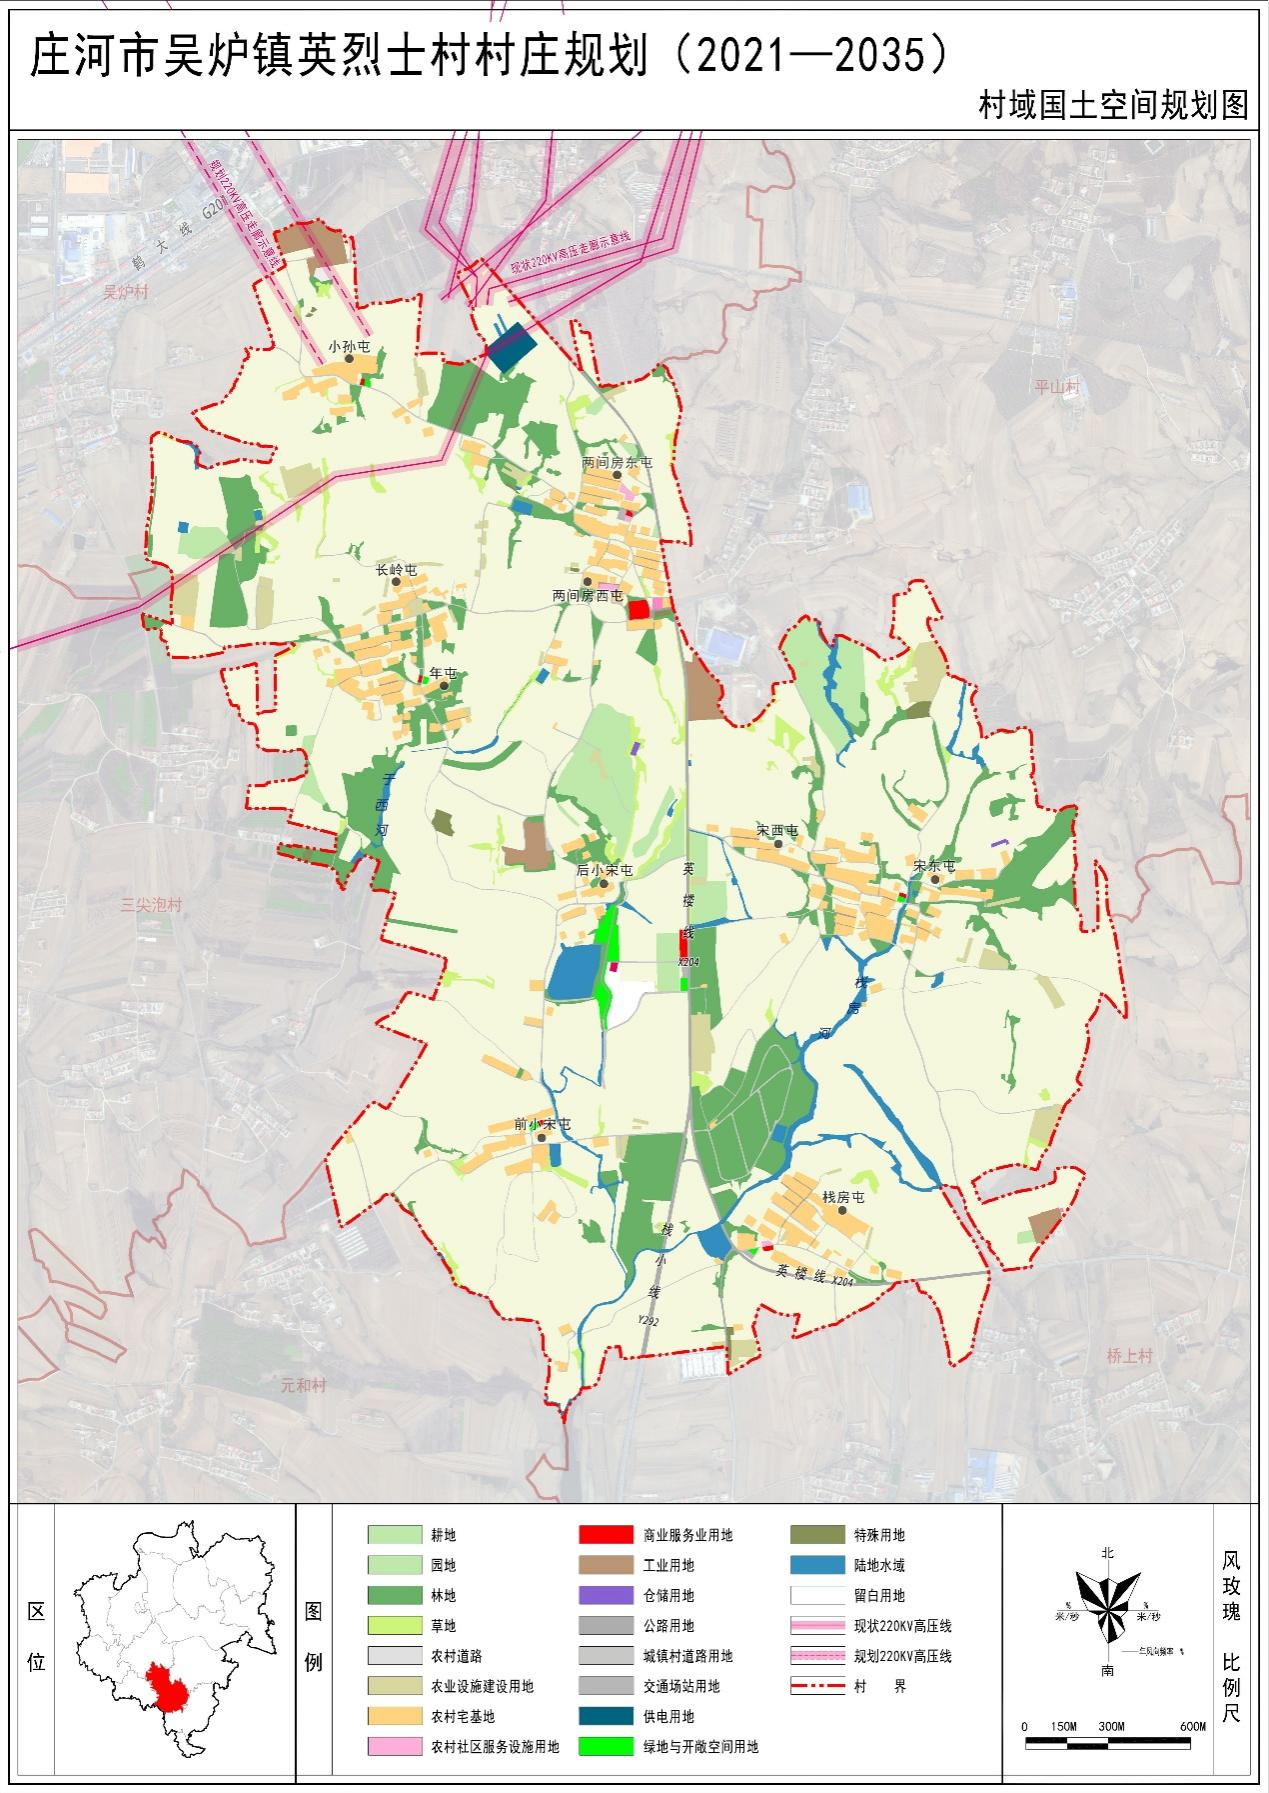 庄河市吴炉镇英烈士村村庄规划（2021—2035）
村域国土空间规划图
规划220KV高压走廊示意线
鹤大线 G201
现状220KV高压走廊示意线
吴炉村
小孙屯
平山村
两间房东屯
长岭屯
两间房西屯
年屯
于西河
宋西屯
后小宋屯
宋东屯
英楼线
X204
三尖泡村
栈房河
前小宋屯
栈房屯
栈小线
Y292
英楼线 X204
元和村
桥上村
区位
图例
耕地
园地
林地
草地
农村道路
农业设施建设用地
农村宅基地
农村社区服务设施用地
商业服务业用地
工业用地
仓储用地
公路用地
城镇村道路用地
交通场站用地
供电用地
绿地与开敞空间用地
特殊用地
陆地水域
留白用地
现状220KV高压线
规划220KV高压线
村 界
北
% %
米/秒 米/秒
年风向频率 %
南
风玫瑰
比例尺
0 150M 300M 600M